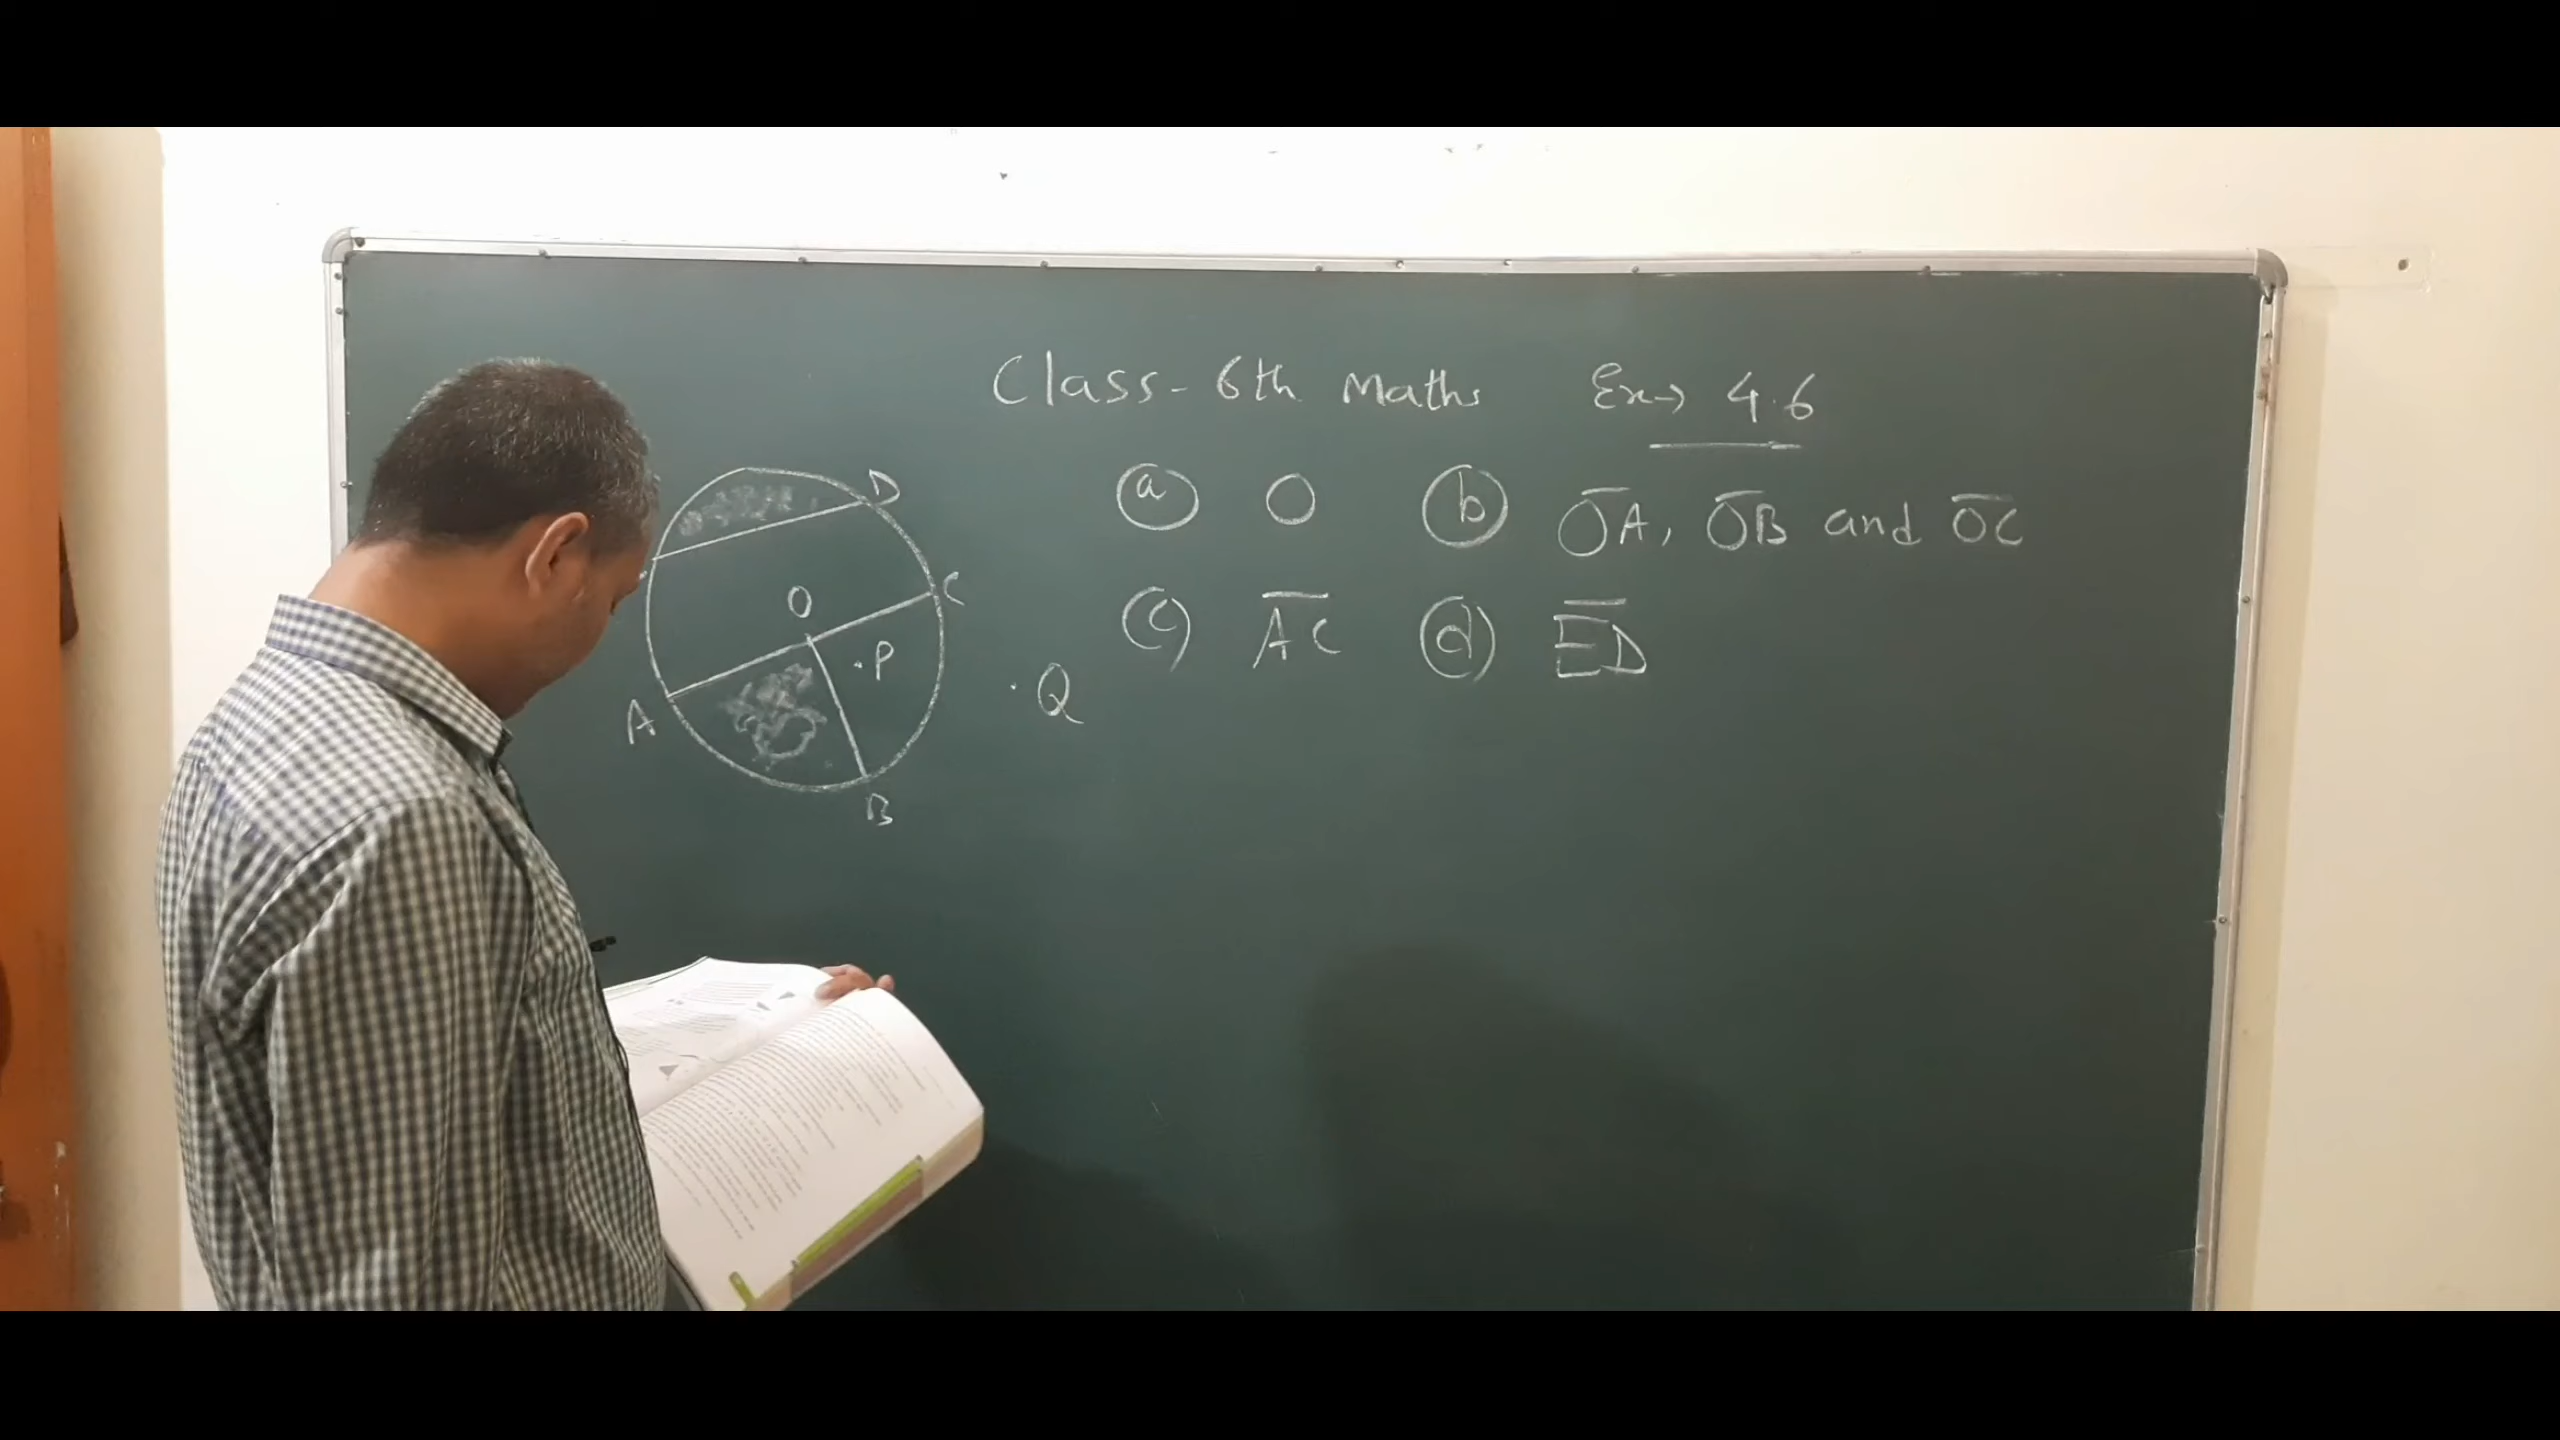 Class - 6th Maths Ex→ 4.6
(a) O (b) OA, OB and OC
(c) AC (d) ED
D
C
O
P
Q
A
B